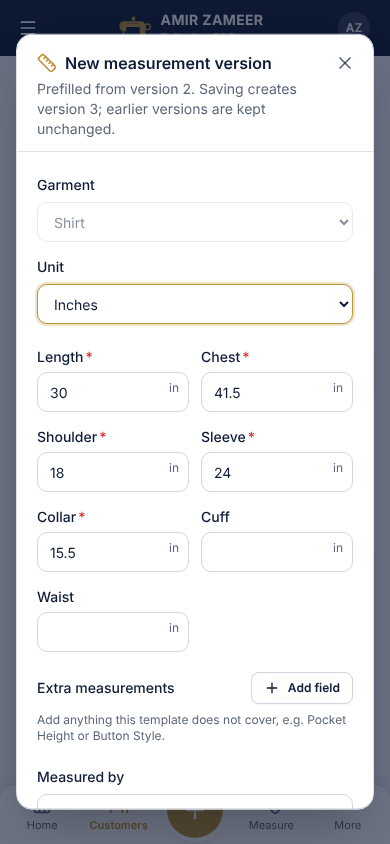 AMIR ZAMEER
AZ
New measurement version
Prefilled from version 2. Saving creates
version 3; earlier versions are kept
unchanged.
Garment
Shirt
Unit
Inches
Length *
Chest *
30 in
41.5 in
Shoulder *
Sleeve *
18 in
24 in
Collar *
Cuff
15.5 in
in
Waist
in
Extra measurements
Add field
Add anything this template does not cover, e.g. Pocket
Height or Button Style.
Measured by
Home
Customers
Measure
More